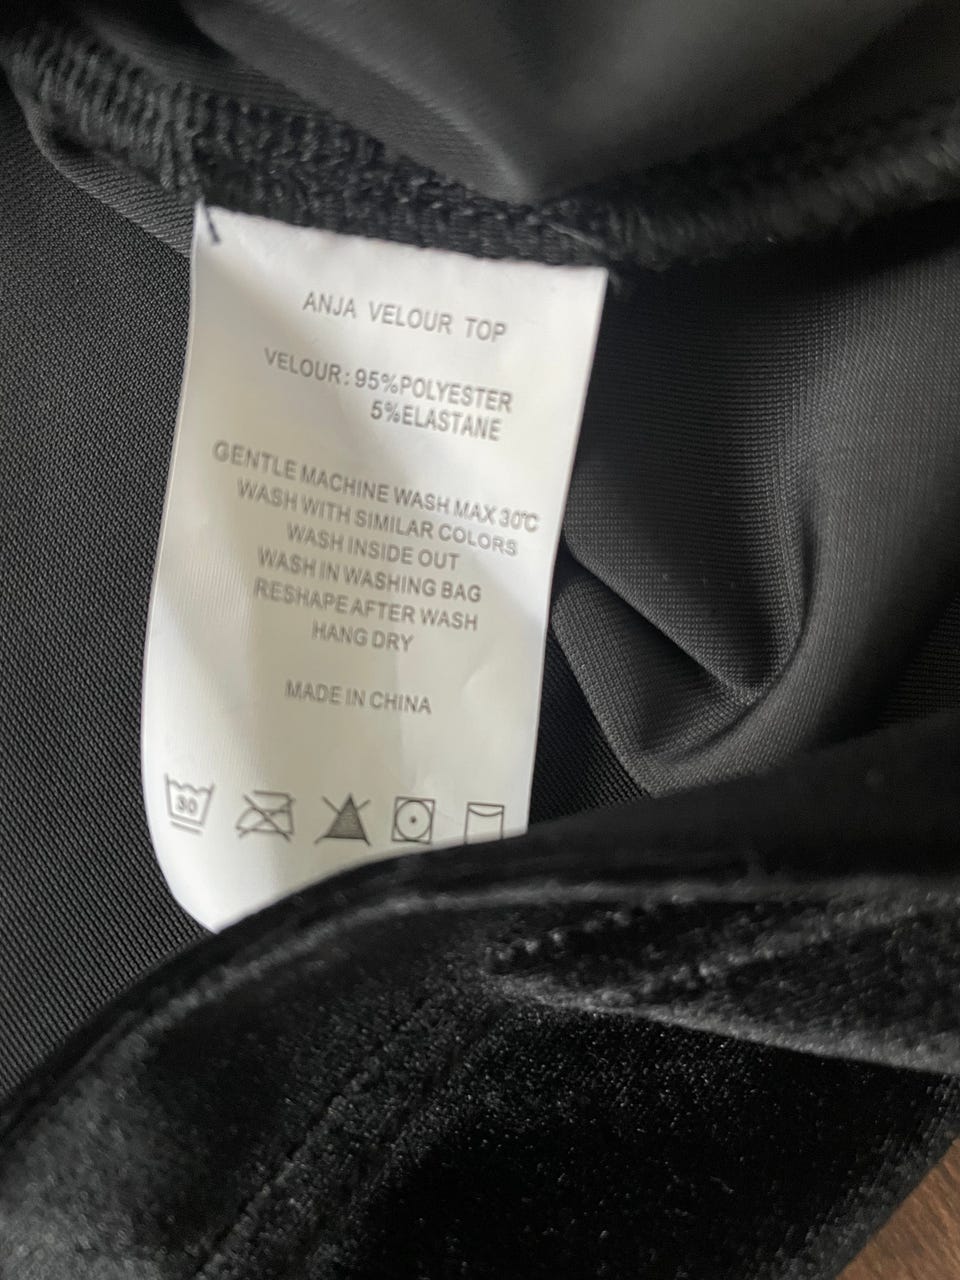 ANJA VELOUR TOP
VELOUR: 95%POLYESTER
5%ELASTANE
GENTLE MACHINE WASH MAX 30℃
WASH WITH SIMILAR COLORS
WASH INSIDE OUT
WASH IN WASHING BAG
RESHAPE AFTER WASH
HANG DRY
MADE IN CHINA
30